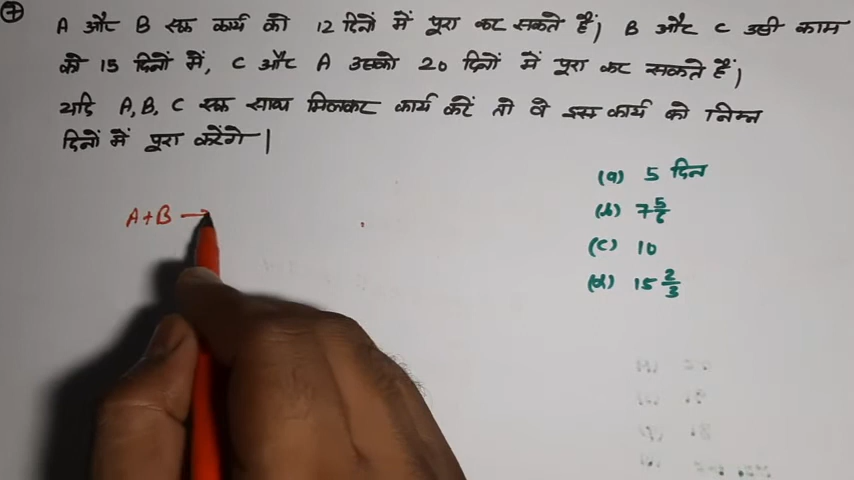 A और B एक कार्य को 12 दिनों में पूरा कर सकते हैं, B और C उसी काम
को 15 दिनों में, C और A उसको 20 दिनों में पूरा कर सकते हैं,
यदि A, B, C एक साथ मिलकर कार्य करें तो वे इस कार्य को निम्न
दिनों में पूरा करेंगे |
(a) 5 दिन
(b) 7 5/6
(c) 10
(d) 15 2/3
A+B →